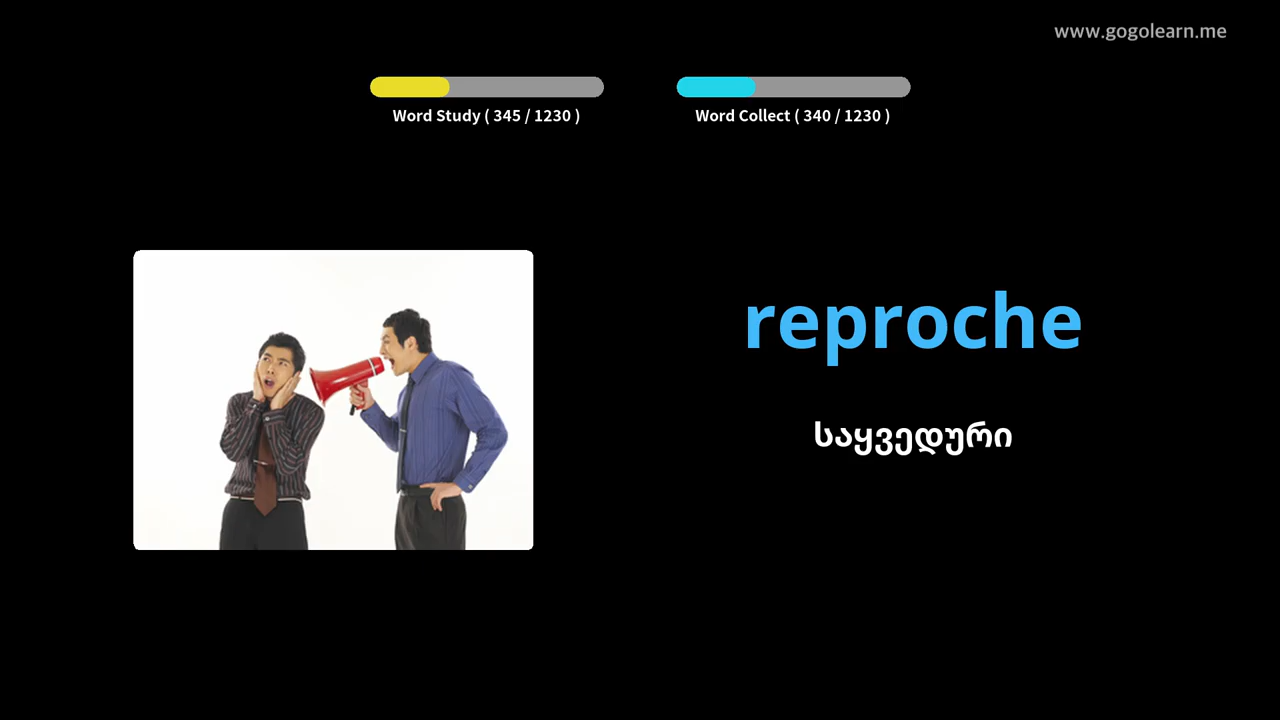 www.gogolearn.me
Word Study ( 345 / 1230 )
Word Collect ( 340 / 1230 )
reproche
საყვედური